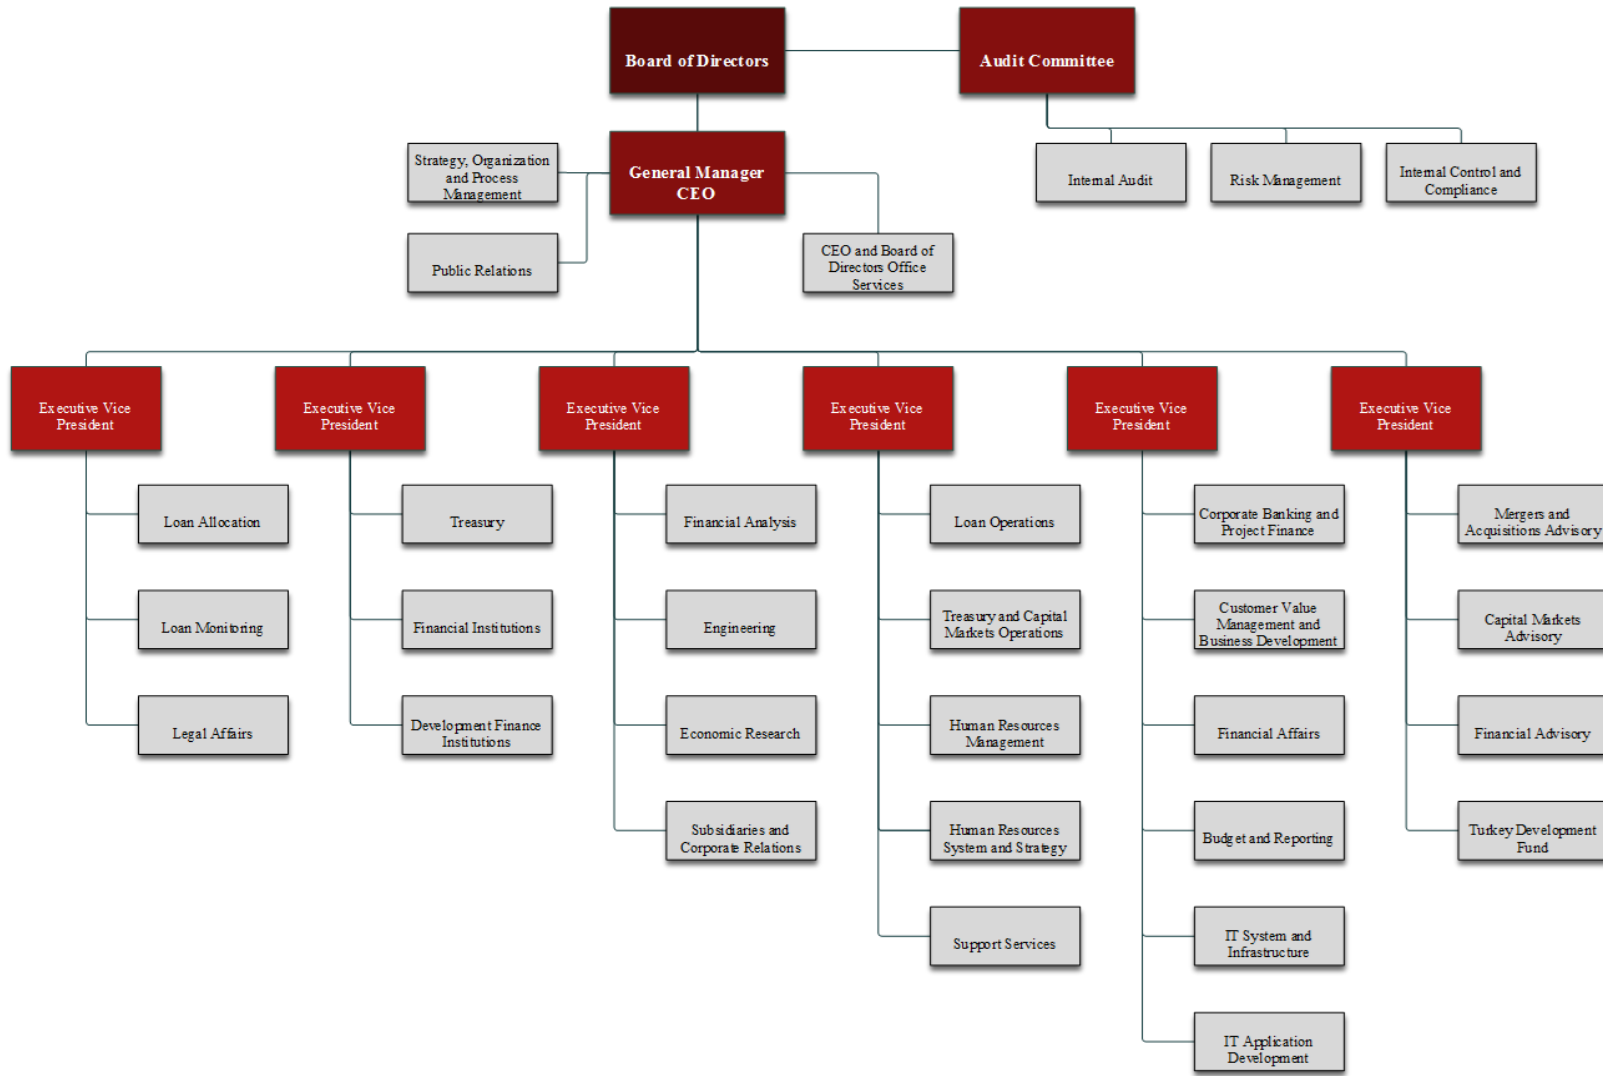 Board of Directors
Audit Committee
General Manager
CEO
Strategy, Organization
and Process
Management
Public Relations
CEO and Board of
Directors Office
Services
Internal Audit
Risk Management
Internal Control and
Compliance
Executive Vice
President
Executive Vice
President
Executive Vice
President
Executive Vice
President
Executive Vice
President
Executive Vice
President
Loan Allocation
Loan Monitoring
Legal Affairs
Treasury
Financial Institutions
Development Finance
Institutions
Financial Analysis
Engineering
Economic Research
Subsidiaries and
Corporate Relations
Loan Operations
Treasury and Capital
Markets Operations
Human Resources
Management
Human Resources
System and Strategy
Support Services
Corporate Banking and
Project Finance
Customer Value
Management and
Business Development
Financial Affairs
Budget and Reporting
IT System and
Infrastructure
IT Application
Development
Mergers and
Acquisitions Advisory
Capital Markets
Advisory
Financial Advisory
Turkey Development
Fund